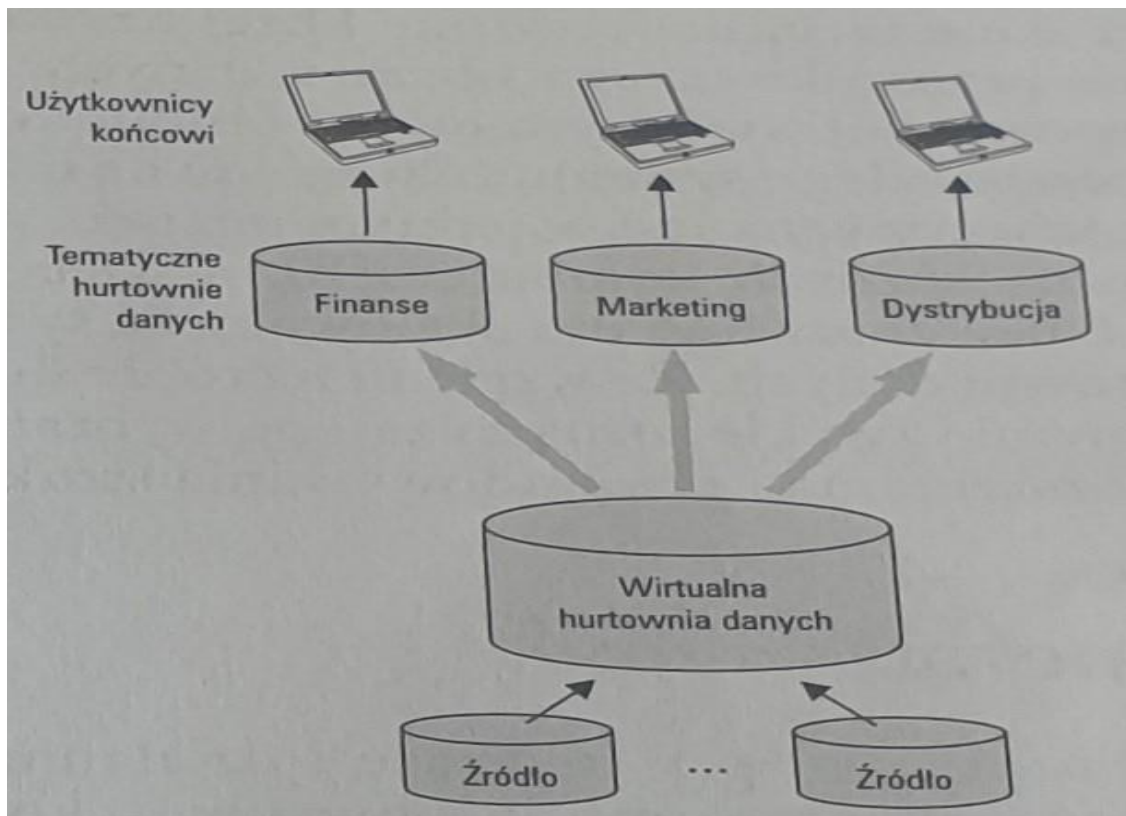 Użytkownicy
końcowi
Tematyczne
hurtownie
danych
Finanse
Marketing
Dystrybucja
Wirtualna
hurtownia danych
Źródło
...
Źródło